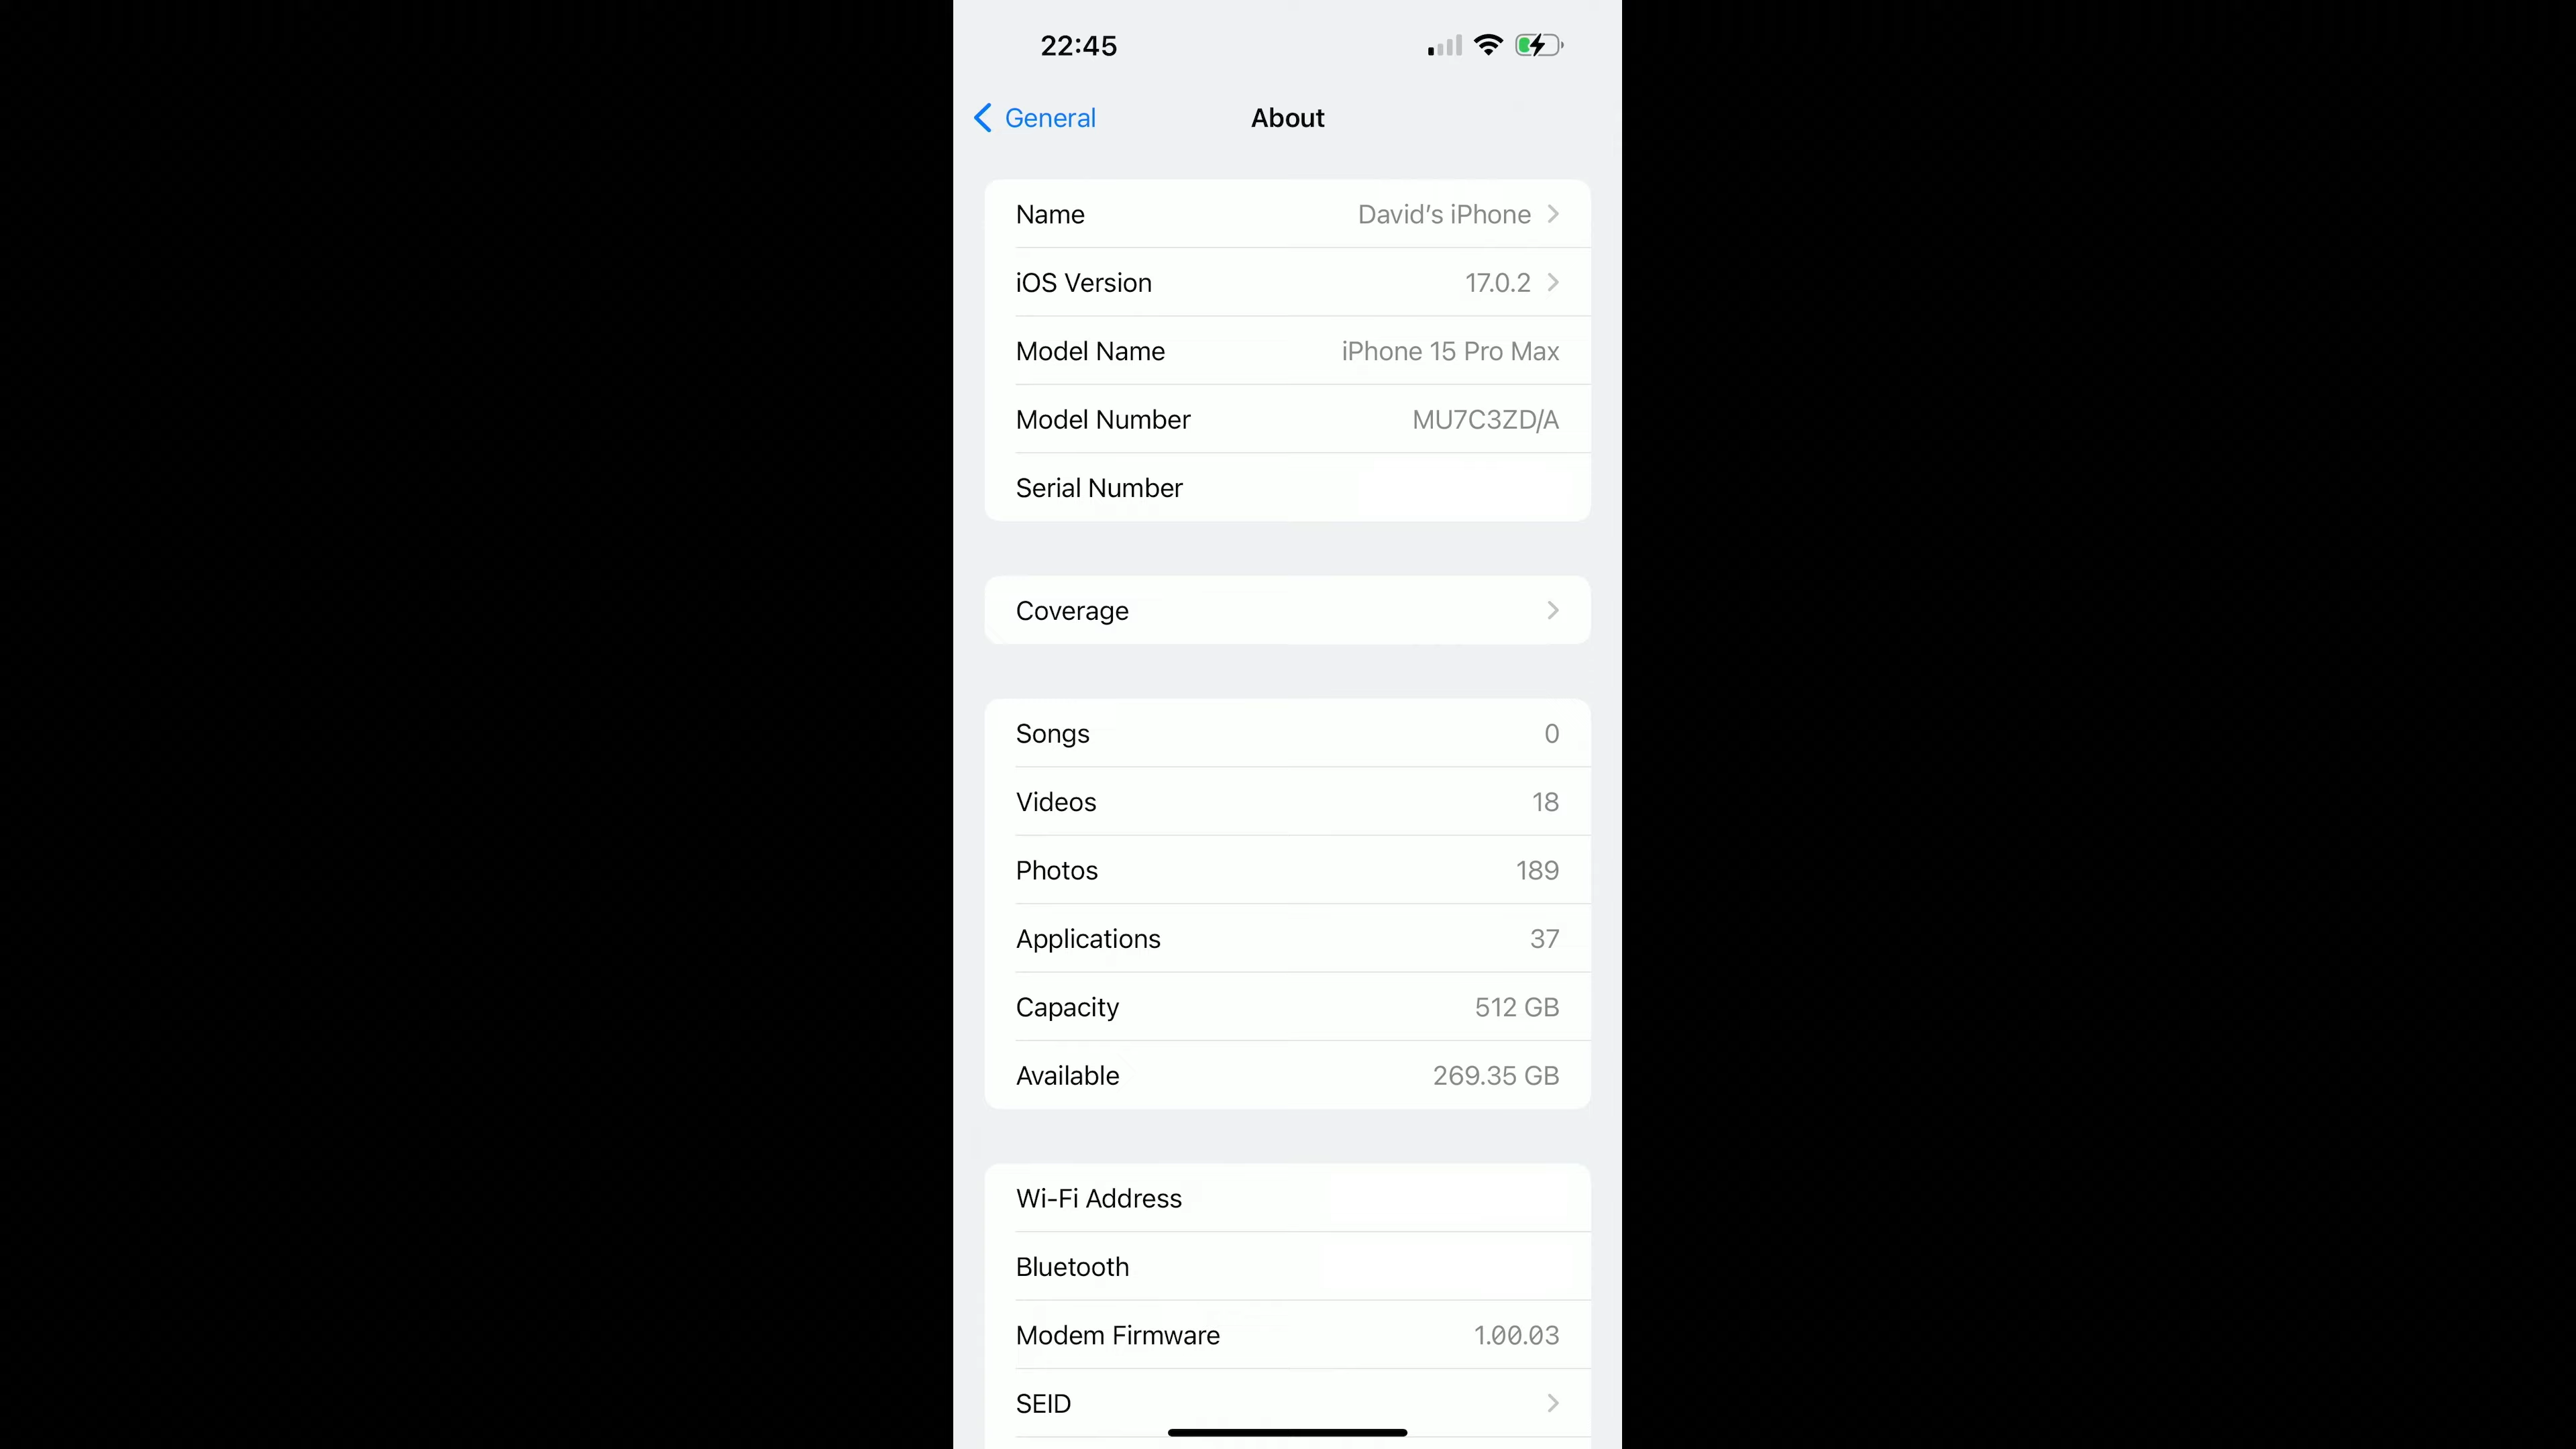 22:45
General
About
Name David's iPhone
iOS Version 17.0.2
Model Name iPhone 15 Pro Max
Model Number MU7C3ZD/A
Serial Number
Coverage
Songs 0
Videos 18
Photos 189
Applications 37
Capacity 512 GB
Available 269.35 GB
Wi-Fi Address
Bluetooth
Modem Firmware 1.00.03
SEID